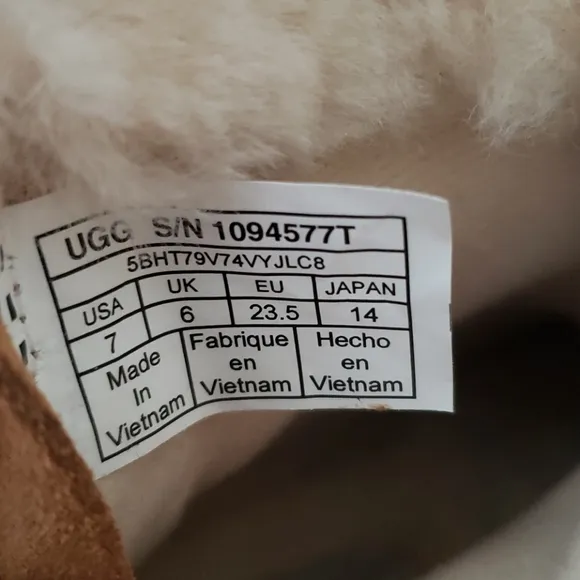 UGG S/N 1094577T
5BHT79V74VYJLC8
USA UK EU JAPAN
7 6 23.5 14
Made In Vietnam
Fabrique en Vietnam
Hecho en Vietnam